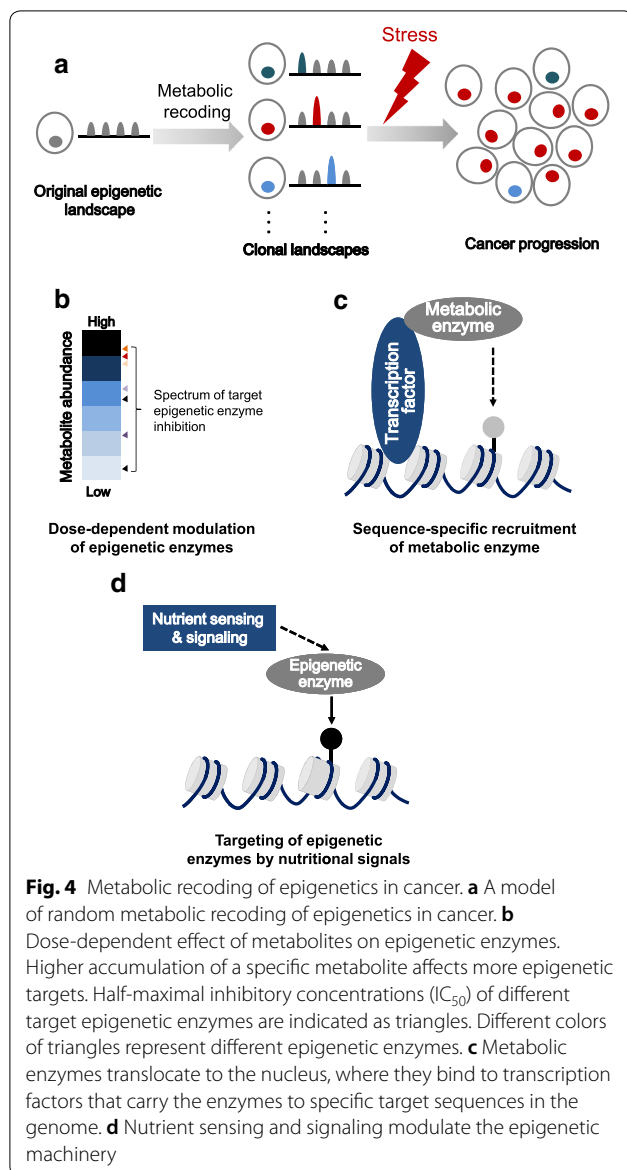 a
Stress
Metabolic
recoding
Original epigenetic
landscape
Clonal landscapes
Cancer progression
b
High
Metabolite abundance
Low
Spectrum of target
epigenetic enzyme
inhibition
Dose-dependent modulation
of epigenetic enzymes
c
Metabolic
enzyme
Transcription
factor
Sequence-specific recruitment
of metabolic enzyme
d
Nutrient sensing
& signaling
Epigenetic
enzyme
Targeting of epigenetic
enzymes by nutritional signals
Fig. 4 Metabolic recoding of epigenetics in cancer. a A model
of random metabolic recoding of epigenetics in cancer. b
Dose-dependent effect of metabolites on epigenetic enzymes.
Higher accumulation of a specific metabolite affects more epigenetic
targets. Half-maximal inhibitory concentrations (IC50) of different
target epigenetic enzymes are indicated as triangles. Different colors
of triangles represent different epigenetic enzymes. c Metabolic
enzymes translocate to the nucleus, where they bind to transcription
factors that carry the enzymes to specific target sequences in the
genome. d Nutrient sensing and signaling modulate the epigenetic
machinery